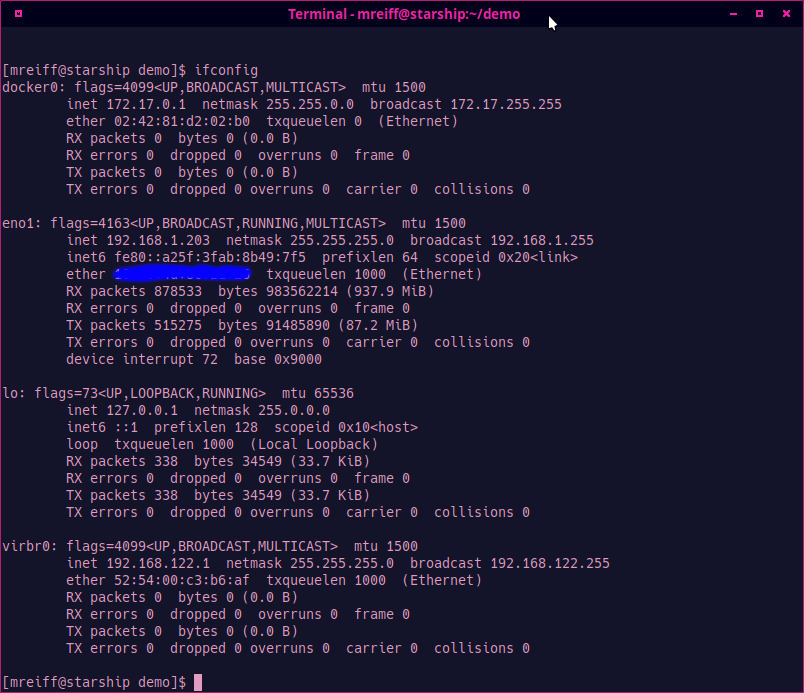 Terminal - mreiff@starship:~/demo
[mreiff@starship demo]$ ifconfig
docker0: flags=4099<UP,BROADCAST,MULTICAST>  mtu 1500
        inet 172.17.0.1  netmask 255.255.0.0  broadcast 172.17.255.255
        ether 02:42:81:d2:02:b0  txqueuelen 0  (Ethernet)
        RX packets 0  bytes 0 (0.0 B)
        RX errors 0  dropped 0  overruns 0  frame 0
        TX packets 0  bytes 0 (0.0 B)
        TX errors 0  dropped 0 overruns 0  carrier 0  collisions 0
eno1: flags=4163<UP,BROADCAST,RUNNING,MULTICAST>  mtu 1500
        inet 192.168.1.203  netmask 255.255.255.0  broadcast 192.168.1.255
        inet6 fe80::a25f:3fab:8b49:7f5  prefixlen 64  scopeid 0x20<link>
        ether  txqueuelen 1000  (Ethernet)
        RX packets 878533  bytes 983562214 (937.9 MiB)
        RX errors 0  dropped 0  overruns 0  frame 0
        TX packets 515275  bytes 91485890 (87.2 MiB)
        TX errors 0  dropped 0 overruns 0  carrier 0  collisions 0
        device interrupt 72  base 0x9000
lo: flags=73<UP,LOOPBACK,RUNNING>  mtu 65536
        inet 127.0.0.1  netmask 255.0.0.0
        inet6 ::1  prefixlen 128  scopeid 0x10<host>
        loop  txqueuelen 1000  (Local Loopback)
        RX packets 338  bytes 34549 (33.7 KiB)
        RX errors 0  dropped 0  overruns 0  frame 0
        TX packets 338  bytes 34549 (33.7 KiB)
        TX errors 0  dropped 0 overruns 0  carrier 0  collisions 0
virbr0: flags=4099<UP,BROADCAST,MULTICAST>  mtu 1500
        inet 192.168.122.1  netmask 255.255.255.0  broadcast 192.168.122.255
        ether 52:54:00:c3:b6:af  txqueuelen 1000  (Ethernet)
        RX packets 0  bytes 0 (0.0 B)
        RX errors 0  dropped 0  overruns 0  frame 0
        TX packets 0  bytes 0 (0.0 B)
        TX errors 0  dropped 0 overruns 0  carrier 0  collisions 0
[mreiff@starship demo]$